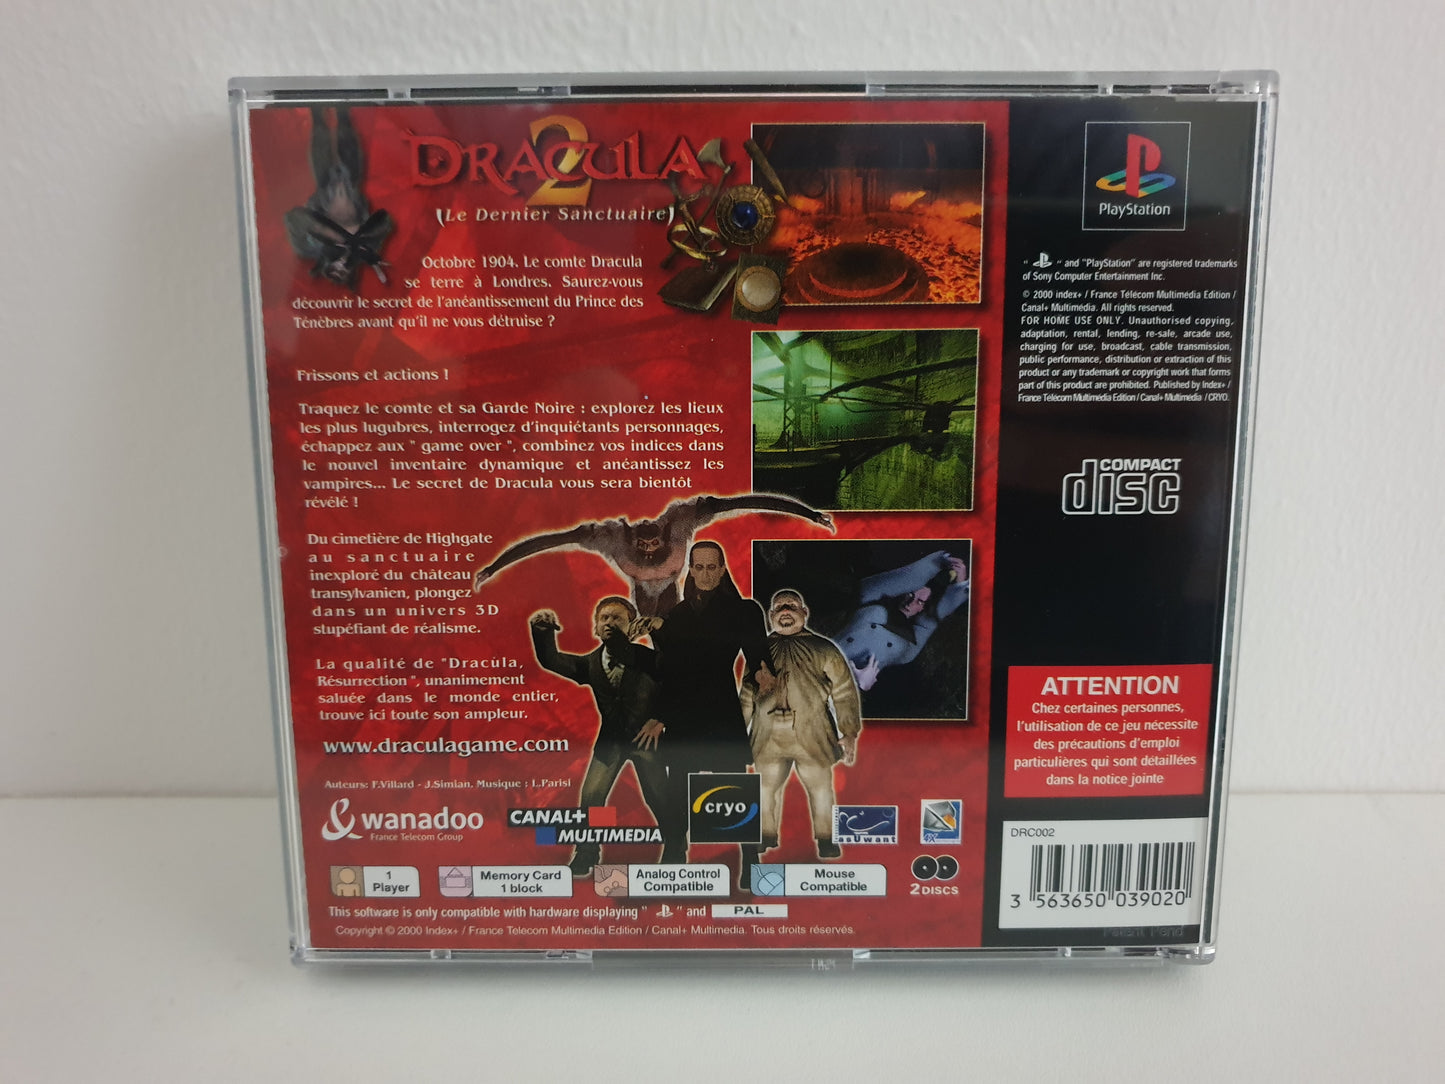 DRACULA
2
(Le Dernier Sanctuaire)
Octobre 1904. Le comte Dracula
se terre à Londres. Saurez-vous
découvrir le secret de l'anéantissement du Prince des
Ténèbres avant qu'il ne vous détruise ?
Frissons et actions !
Traquez le comte et sa Garde Noire : explorez les lieux
les plus lugubres, interrogez d'inquiétants personnages,
échappez aux " game over ", combinez vos indices dans
le nouvel inventaire dynamique et anéantissez les
vampires... Le secret de Dracula vous sera bientôt
révélé !
Du cimetière de Highgate
au sanctuaire
inexploré du château
transylvanien, plongez
dans un univers 3D
stupéfiant de réalisme.
La qualité de "Dracula,
Résurrection ", unanimement
saluée dans le monde entier,
trouve ici toute son ampleur.
www.draculagame.com
Auteurs: F.Villard - J.Simian. Musique : L.Parisi
wanadoo
France Telecom Group
CANAL+
MULTIMEDIA
cryo
asUwant
4X
1
Player
Memory Card
1 block
Analog Control
Compatible
Mouse
Compatible
2 DISCS
This software is only compatible with hardware displaying " " and PAL
Copyright © 2000 Index+ / France Telecom Multimedia Edition / Canal+ Multimedia. Tous droits réservés.
PlayStation
" " and "PlayStation" are registered trademarks
of Sony Computer Entertainment Inc.
© 2000 index+ / France Télécom Multimedia Edition /
Canal+ Multimédia. All rights reserved.
FOR HOME USE ONLY. Unauthorised copying,
adaptation, rental, lending, re-sale, arcade use,
charging for use, broadcast, cable transmission,
public performance, distribution or extraction of this
product or any trademark or copyright work that forms
part of this product are prohibited. Published by Index+ /
France Télécom Multimédia Edition / Canal+ Multimédia / CRYO.
COMPACT
disc
ATTENTION
Chez certaines personnes,
l'utilisation de ce jeu nécessite
des précautions d'emploi
particulières qui sont détaillées
dans la notice jointe
DRC002
3 563650 039020
Patent Pend